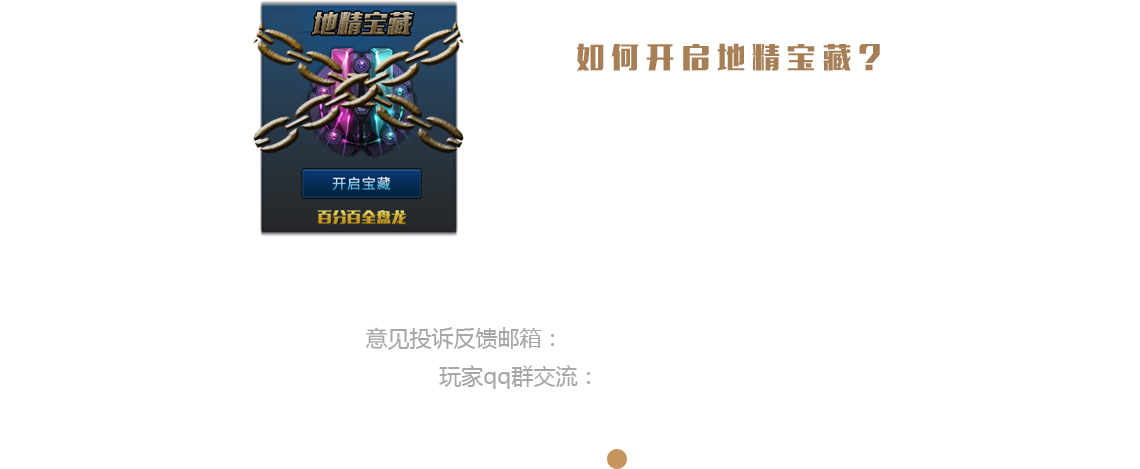 地精宝藏
如何开启地精宝藏？
开启宝藏
百分百全盘龙
意见投诉反馈邮箱：
玩家qq群交流：